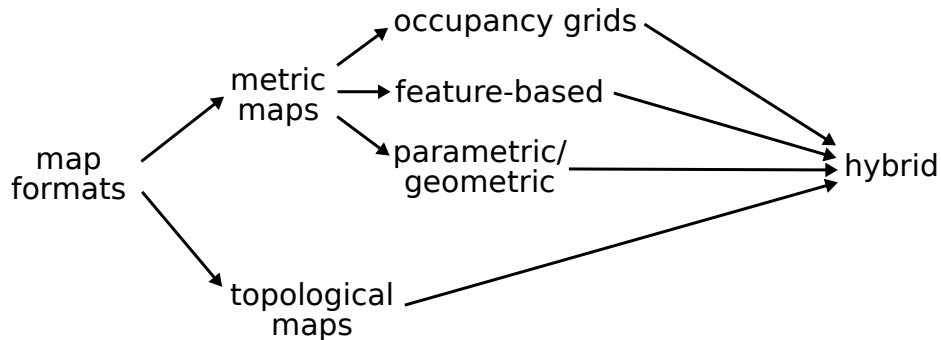 occupancy grids
metric
maps
feature-based
parametric/
geometric
map
formats
hybrid
topological
maps